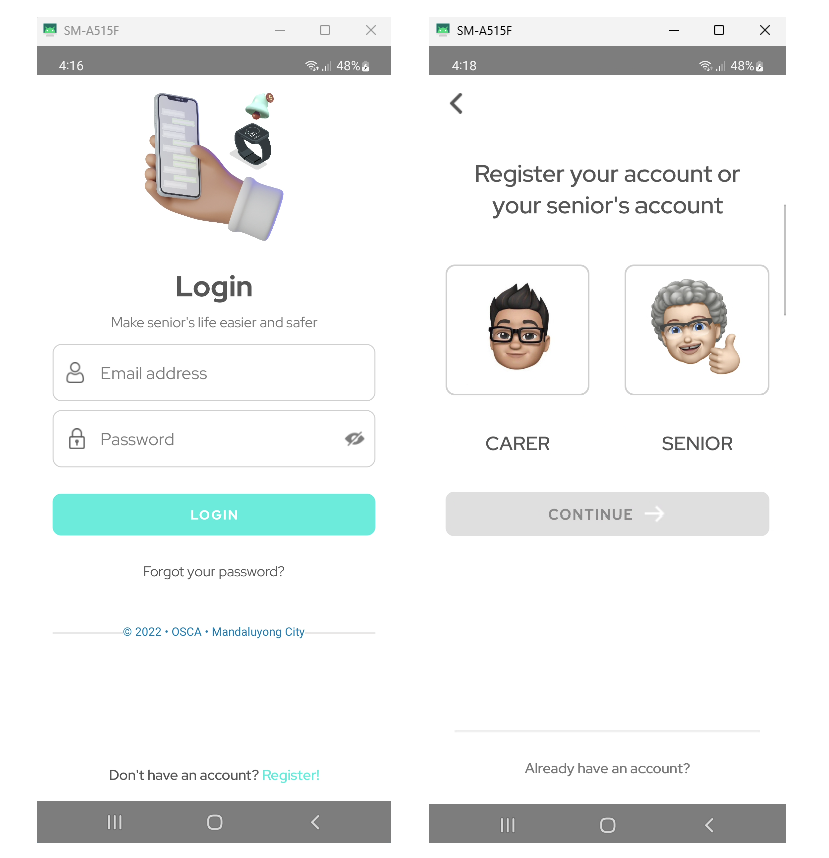 SM-A515F
4:16
48%
Login
Make senior's life easier and safer
Email address
Password
LOGIN
Forgot your password?
© 2022 • OSCA • Mandaluyong City
Don't have an account? Register!
SM-A515F
4:18
48%
Register your account or
your senior's account
CARER
SENIOR
CONTINUE
Already have an account?